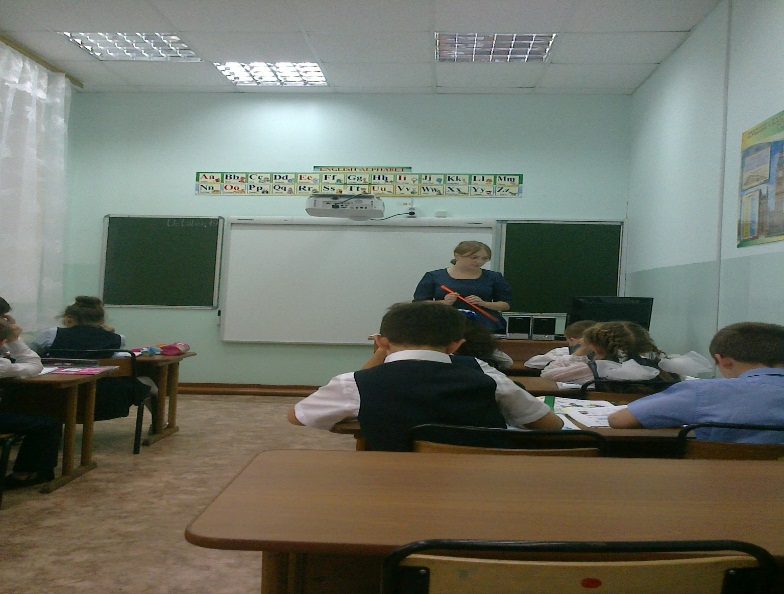 ENGLISH ALPHABET
Aa Bb Cc Dd Ee Ff Gg Hh Ii Jj Kk Ll Mm
Nn Oo Pp Qq Rr Ss Tt Uu Vv Ww Xx Yy Zz